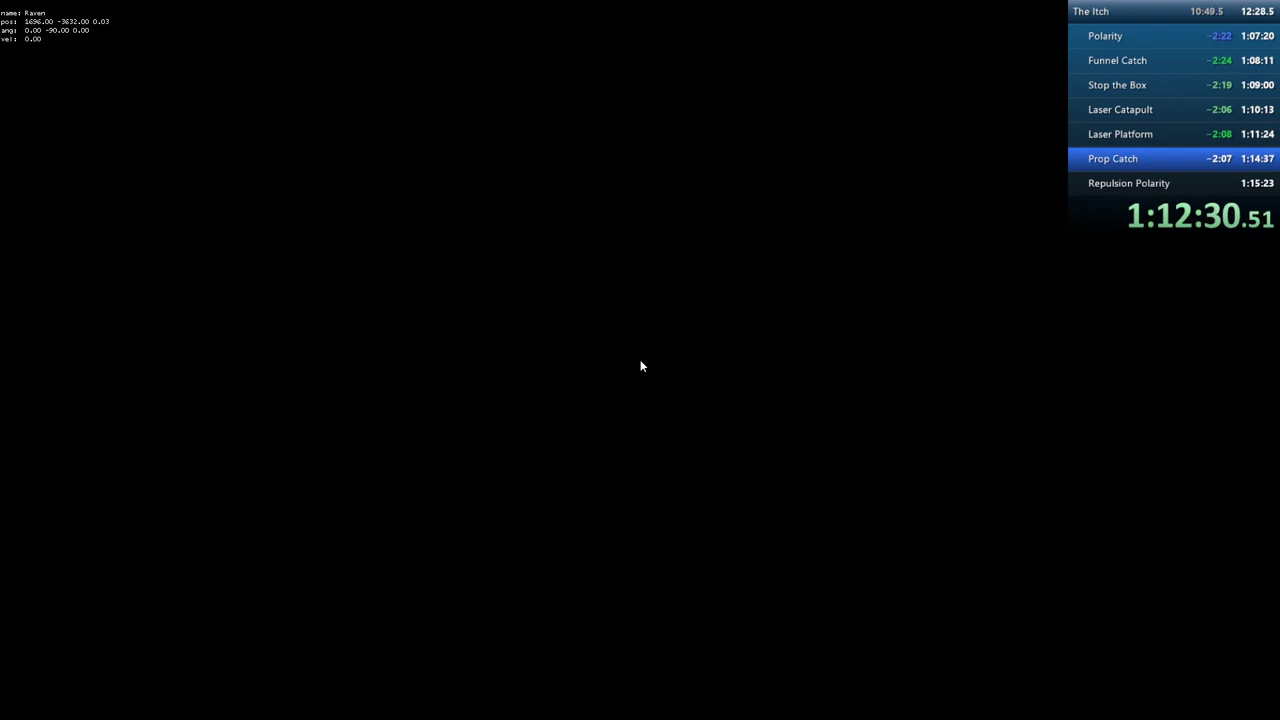 name: Raven
pos: 1696.00 -3632.00 0.03
ang: 0.00 -90.00 0.00
vel: 0.00
The Itch 10:49.5 12:28.5
Polarity −2:22 1:07:20
Funnel Catch −2:24 1:08:11
Stop the Box −2:19 1:09:00
Laser Catapult −2:06 1:10:13
Laser Platform −2:08 1:11:24
Prop Catch −2:07 1:14:37
Repulsion Polarity 1:15:23
1:12:30.51